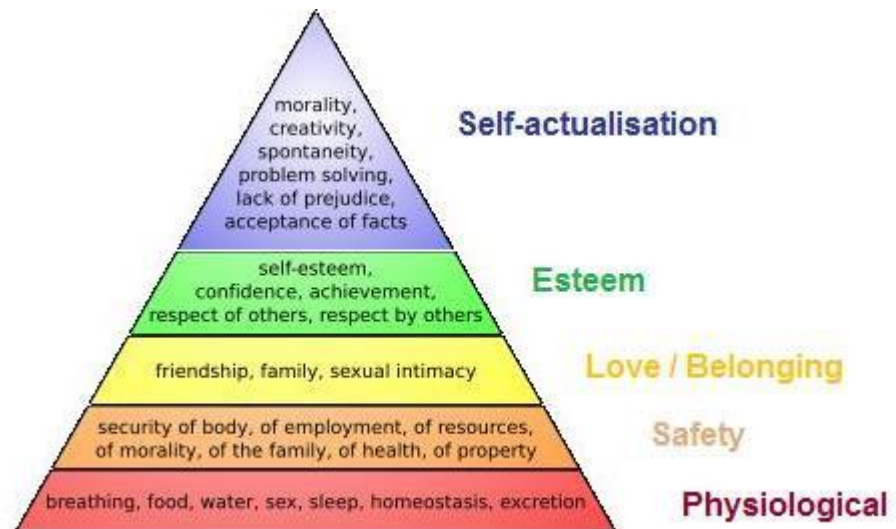 morality,
creativity,
spontaneity,
problem solving,
lack of prejudice,
acceptance of facts
Self-actualisation
self-esteem,
confidence, achievement,
respect of others, respect by others
Esteem
friendship, family, sexual intimacy
Love / Belonging
security of body, of employment, of resources,
of morality, of the family, of health, of property
Safety
breathing, food, water, sex, sleep, homeostasis, excretion
Physiological